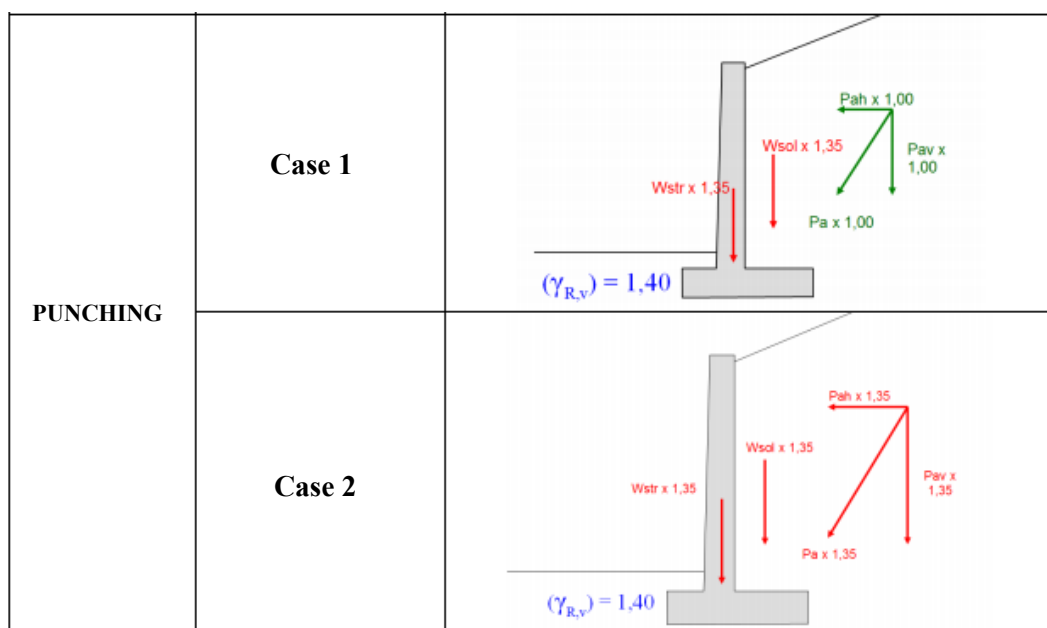 PUNCHING
Case 1
Pah x 1,00
Wsol x 1,35
Pav x
1,00
Wstr x 1,35
Pa x 1,00
(γR,v) = 1,40
Case 2
Pah x 1,35
Wsol x 1,35
Pav x
1,35
Wstr x 1,35
Pa x 1,35
(γR,v) = 1,40